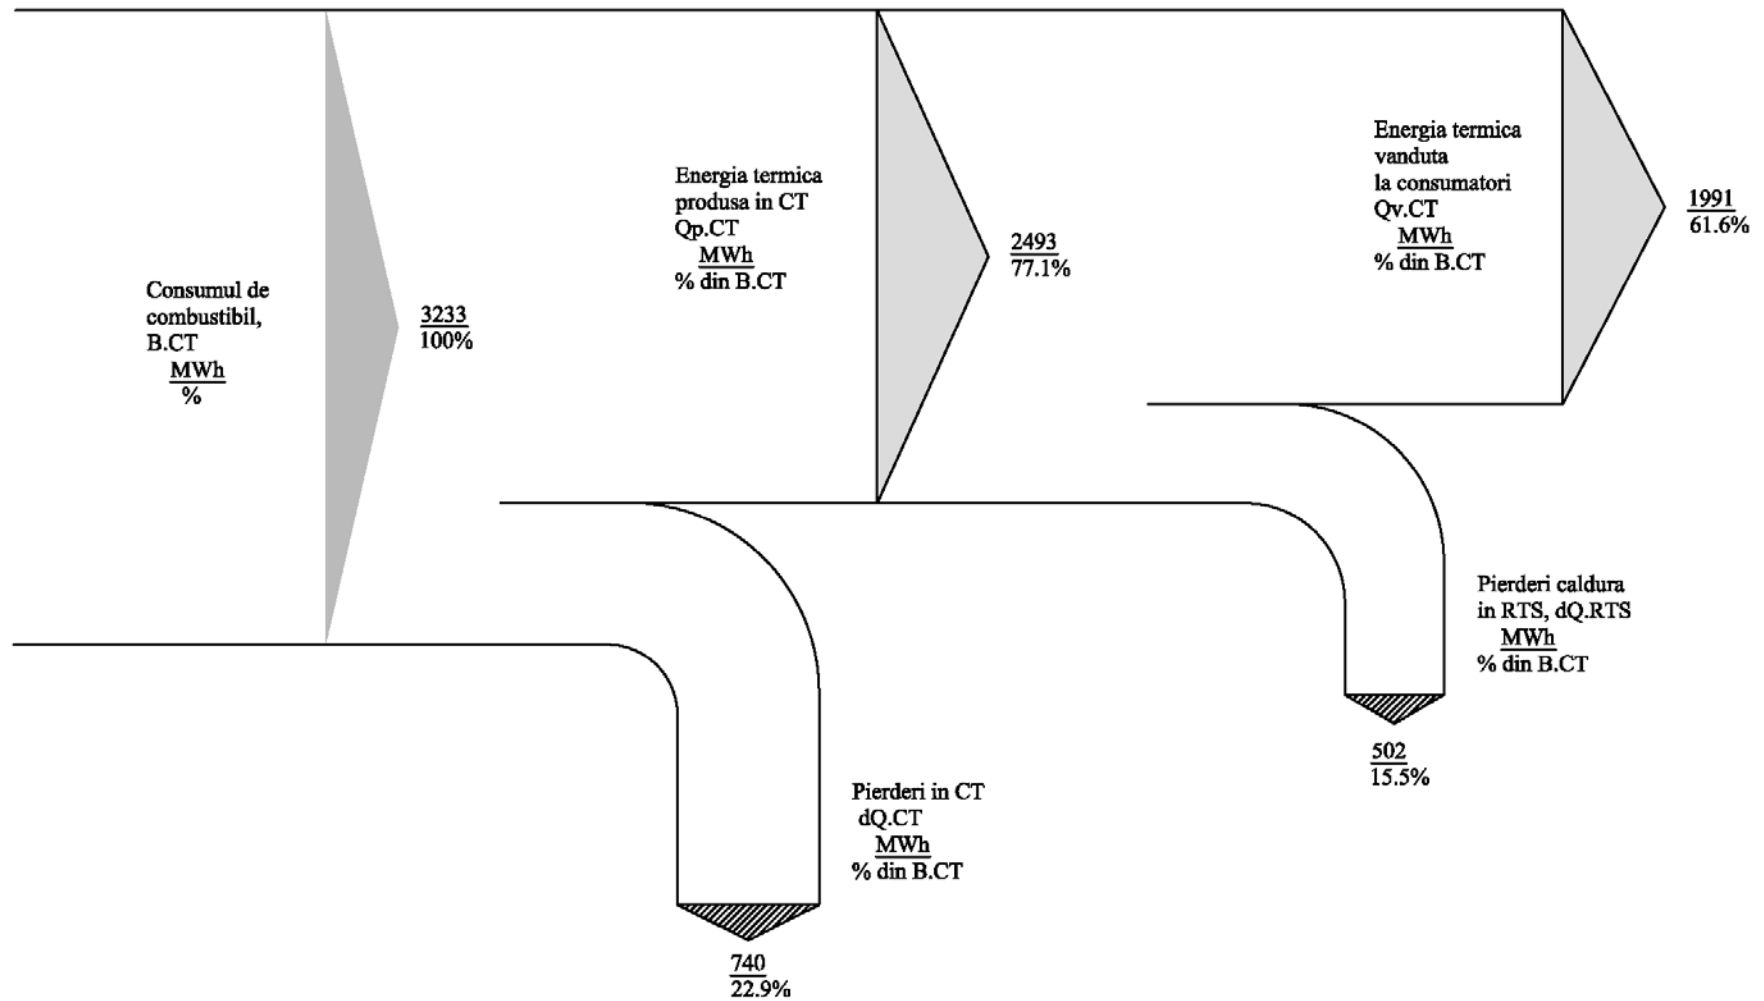 Consumul de
combustibil,
B.CT
MWh
%
3233
100%
Energia termica
produsa in CT
Qp.CT
MWh
% din B.CT
2493
77.1%
Energia termica
vanduta
la consumatori
Qv.CT
MWh
% din B.CT
1991
61.6%
Pierderi caldura
in RTS, dQ.RTS
MWh
% din B.CT
502
15.5%
Pierderi in CT
dQ.CT
MWh
% din B.CT
740
22.9%